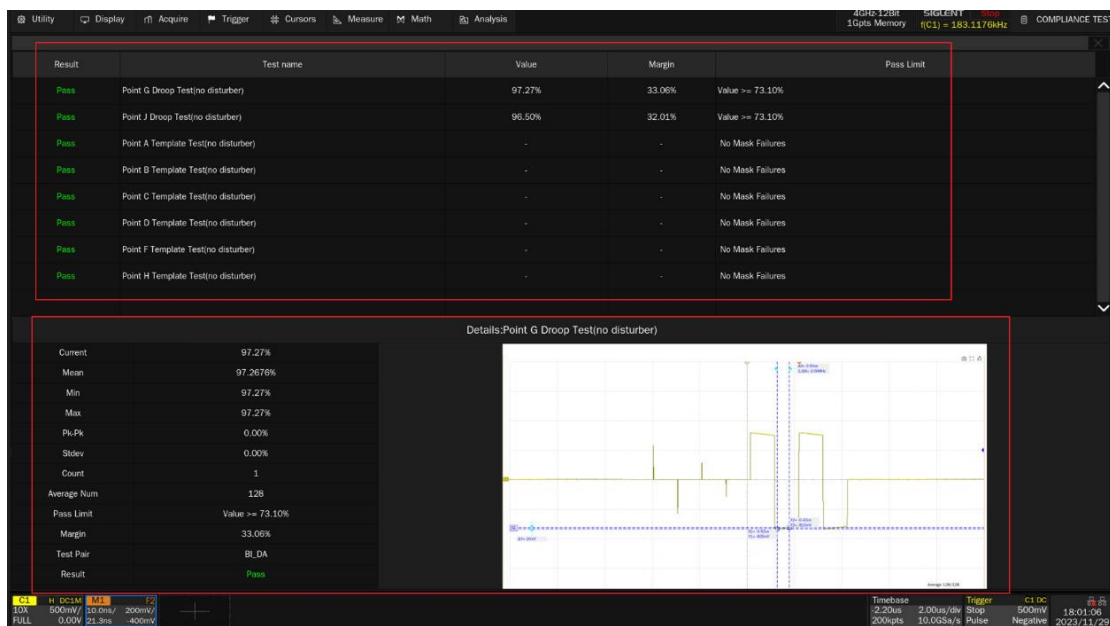 Utility Display Acquire Trigger Cursors Measure Math Analysis 4GHz-12Bit SIGLENT Stop COMPLIANCE TES
1Gpts Memory f(C1) = 183.1176kHz
Result Test name Value Margin Pass Limit
Pass Point G Droop Test(no disturber) 97.27% 33.06% Value >= 73.10%
Pass Point J Droop Test(no disturber) 96.50% 32.01% Value >= 73.10%
Pass Point A Template Test(no disturber) - - No Mask Failures
Pass Point B Template Test(no disturber) - - No Mask Failures
Pass Point C Template Test(no disturber) - - No Mask Failures
Pass Point D Template Test(no disturber) - - No Mask Failures
Pass Point F Template Test(no disturber) - - No Mask Failures
Pass Point H Template Test(no disturber) - - No Mask Failures
Details:Point G Droop Test(no disturber)
Current 97.27%
Mean 97.2676%
Min 97.27%
Max 97.27%
Pk-Pk 0.00%
Stdev 0.00%
Count 1
Average Num 128
Pass Limit Value >= 73.10%
Margin 33.06%
Test Pair BI_DA
Result Pass
C1 H DC1M M1 F2 Timebase Trigger C1 DC
10X 500mV/ 10.0ns/ 200mV/ -2.20us 2.00us/div Stop 500mV 18:01:06
FULL 0.00V 21.3ns -400mV 200kpts 10.0GSa/s Pulse Negative 2023/11/29